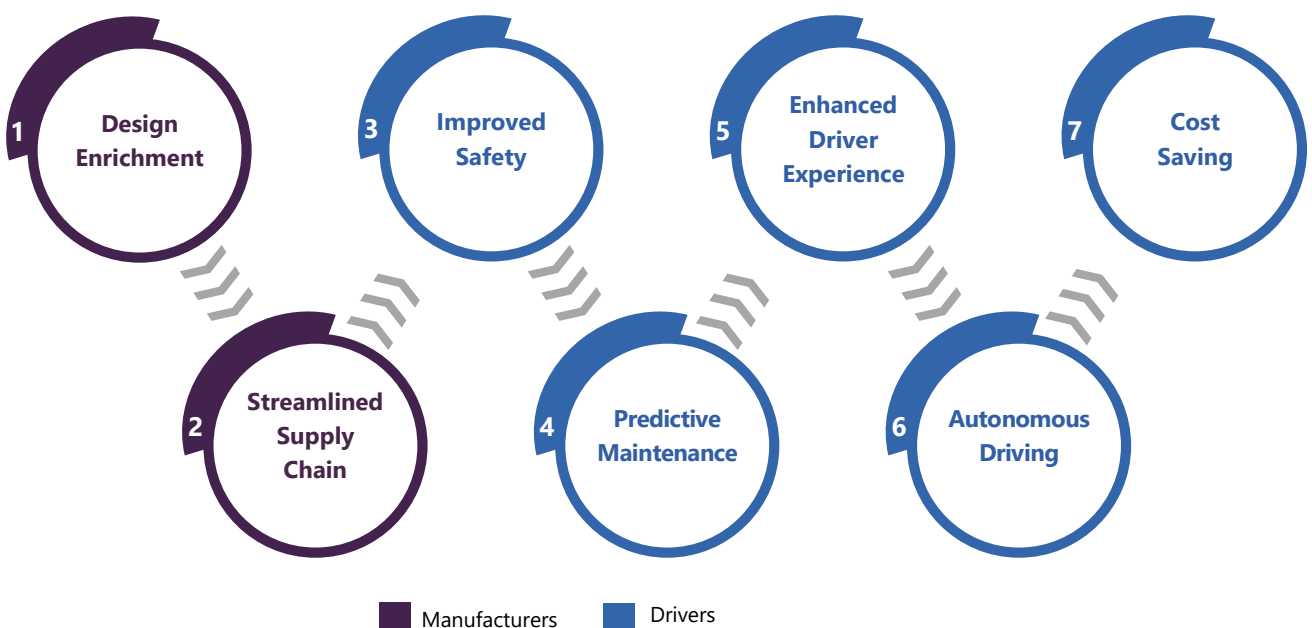 1
Design
Enrichment
2
Streamlined
Supply
Chain
3
Improved
Safety
4
Predictive
Maintenance
5
Enhanced
Driver
Experience
6
Autonomous
Driving
7
Cost
Saving
Manufacturers
Drivers